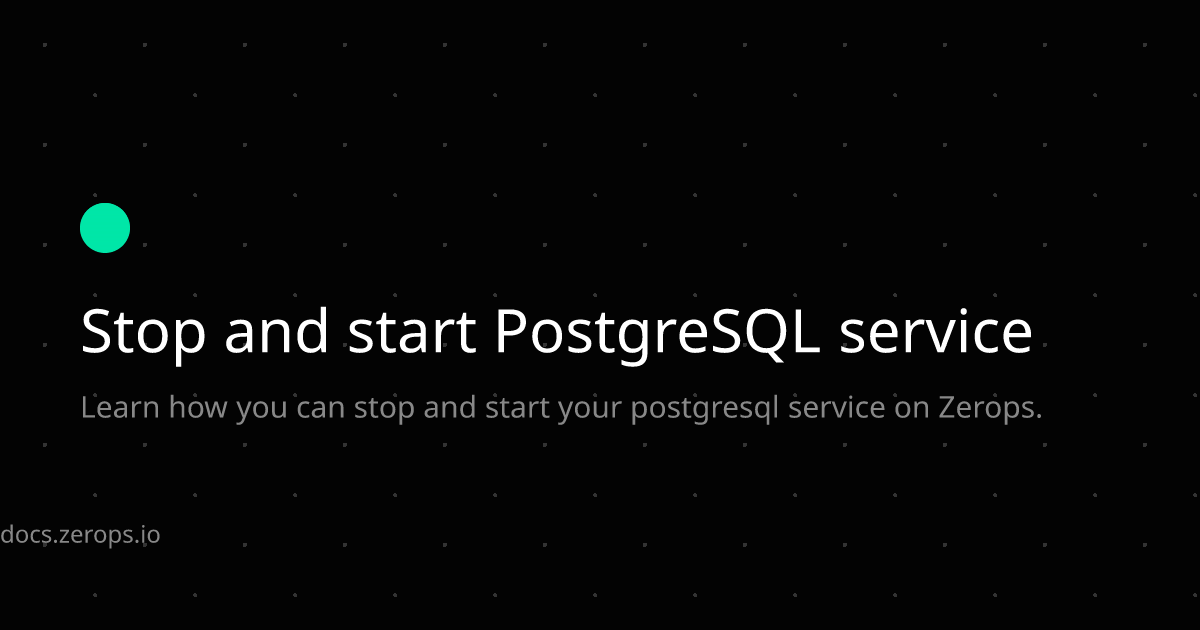 Stop and start PostgreSQL service
Learn how you can stop and start your postgresql service on Zerops.
docs.zerops.io